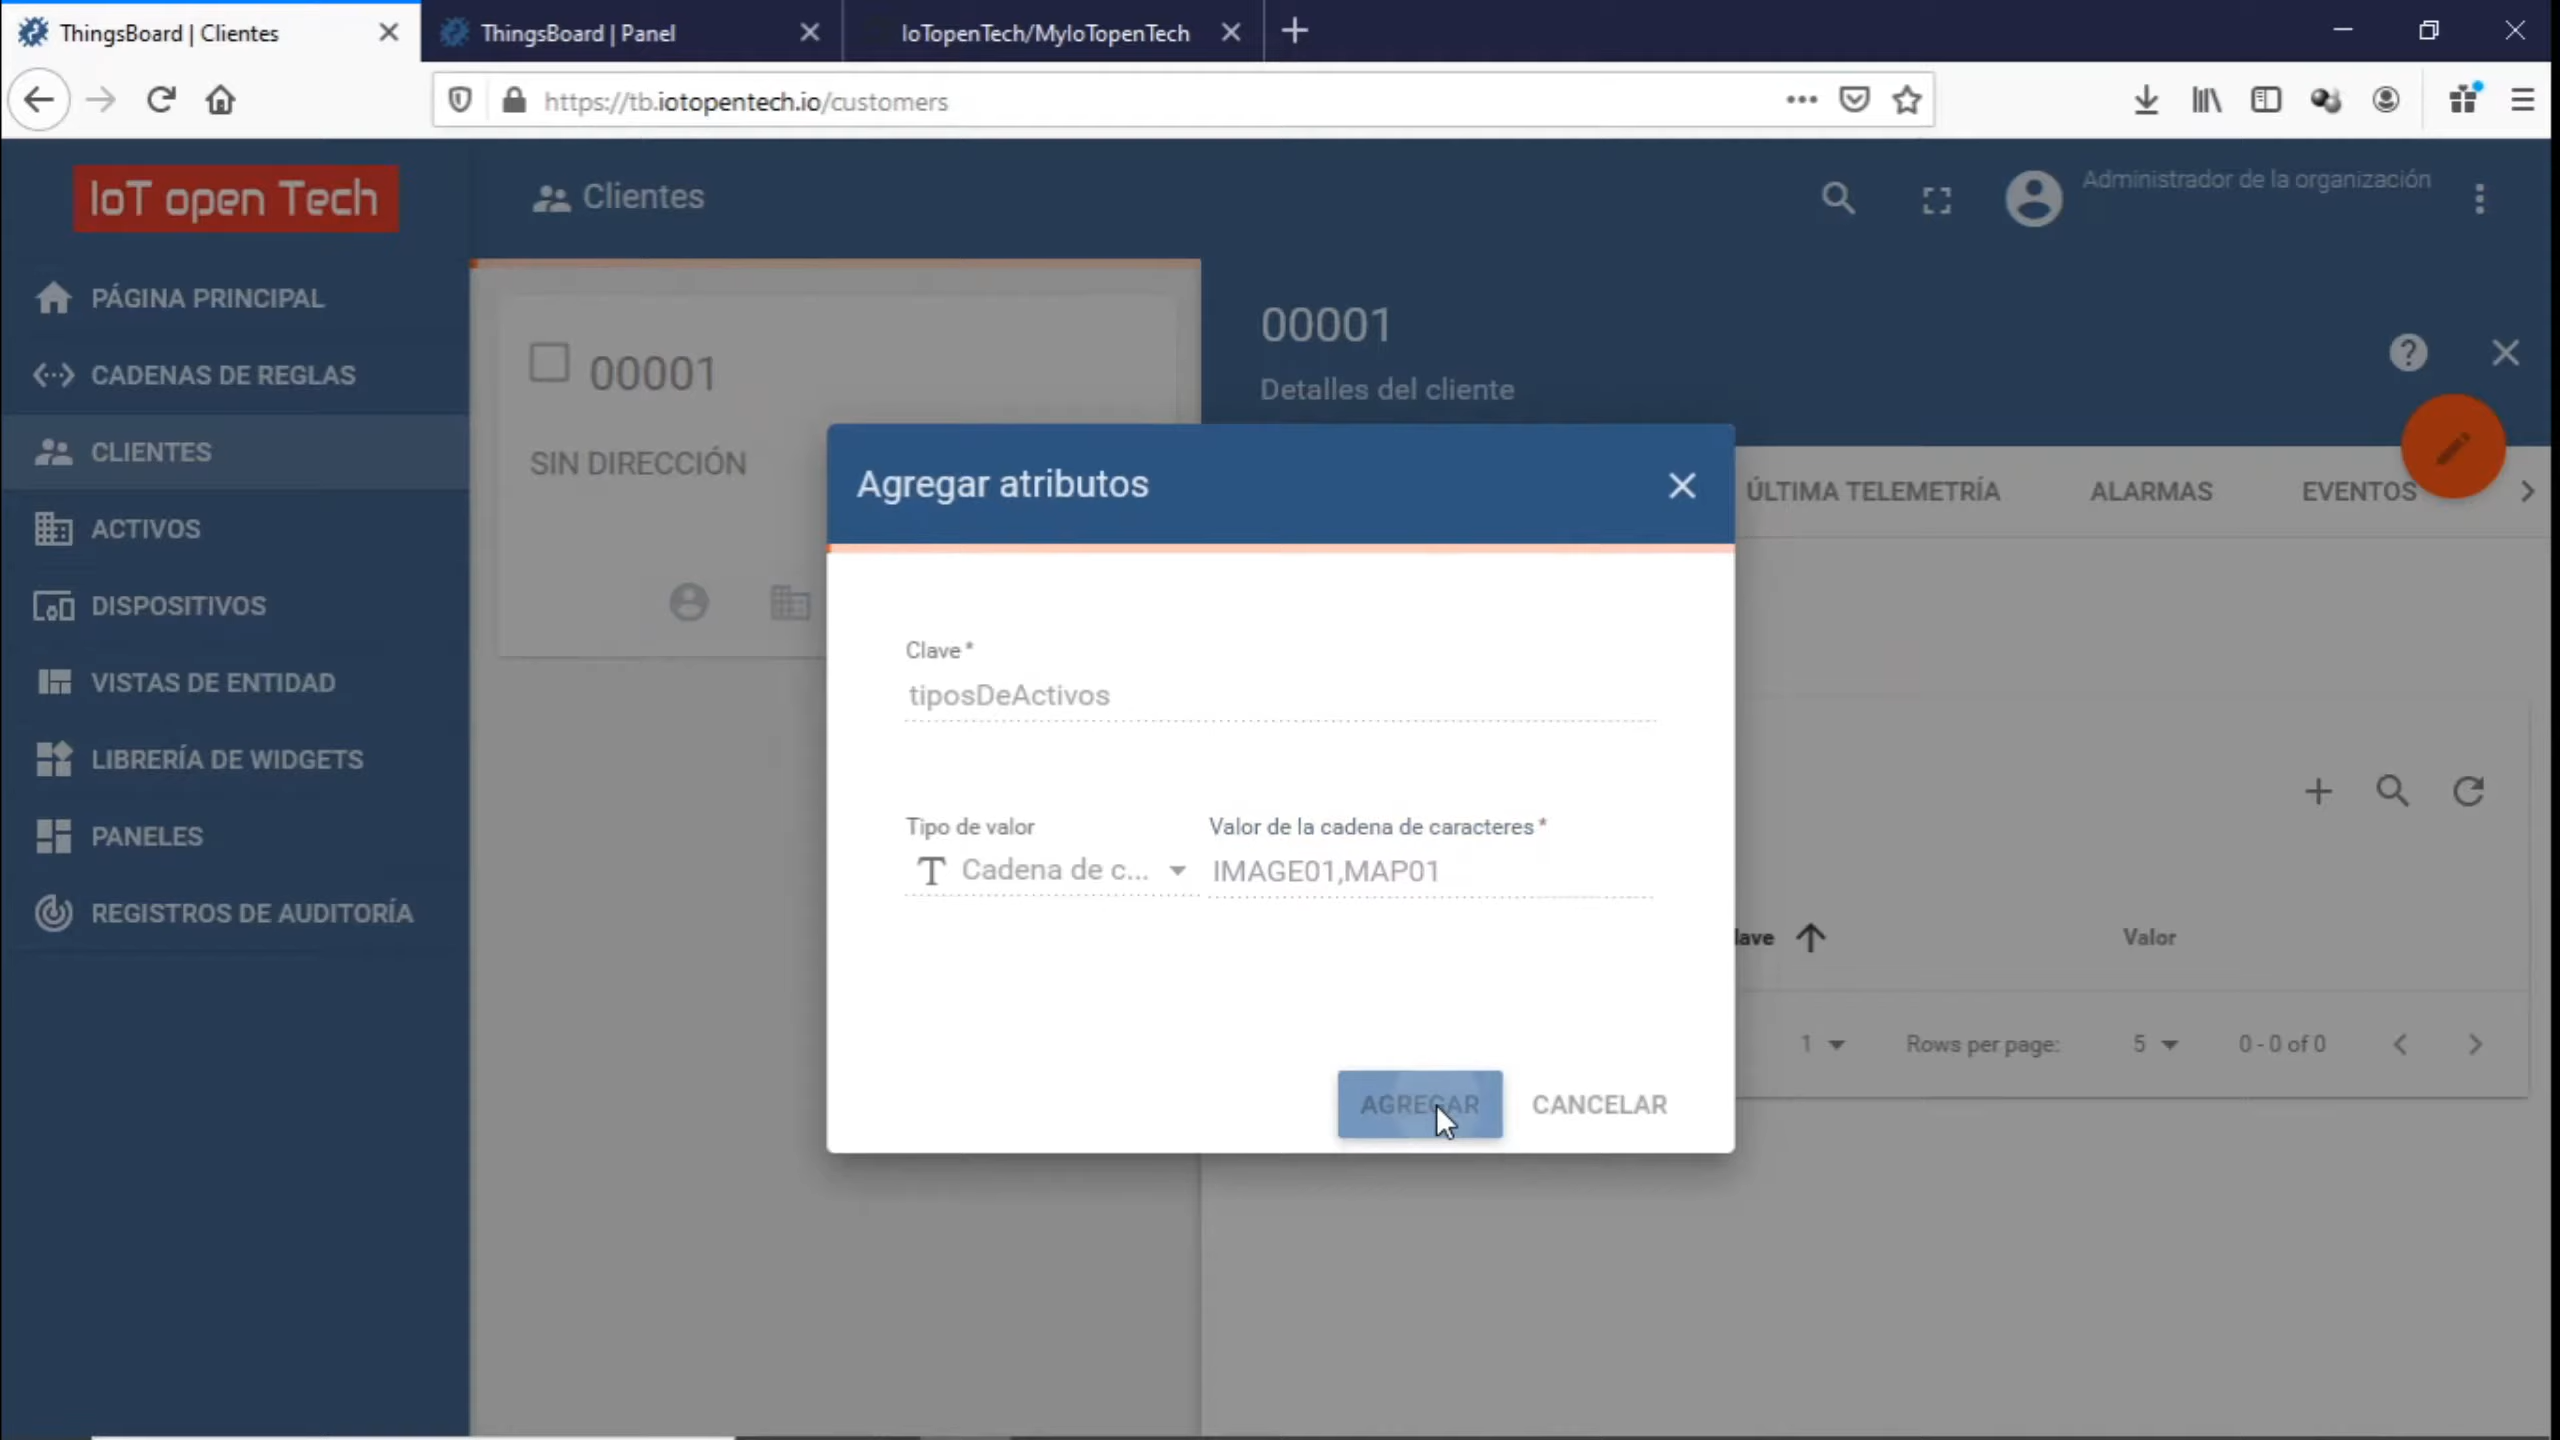 ThingsBoard | Clientes
ThingsBoard | Panel
IoTopenTech/MyIoTopenTech
https://tb.iotopentech.io/customers
IoT open Tech
Clientes
Administrador de la organización
PÁGINA PRINCIPAL
CADENAS DE REGLAS
CLIENTES
ACTIVOS
DISPOSITIVOS
VISTAS DE ENTIDAD
LIBRERÍA DE WIDGETS
PANELES
REGISTROS DE AUDITORÍA
00001
SIN DIRECCIÓN
00001
Detalles del cliente
ÚLTIMA TELEMETRÍA
ALARMAS
EVENTOS
Agregar atributos
Clave *
tiposDeActivos
Tipo de valor
Valor de la cadena de caracteres *
T Cadena de c...
IMAGE01,MAP01
AGREGAR
CANCELAR
lave
Valor
1
Rows per page:
5
0 - 0 of 0